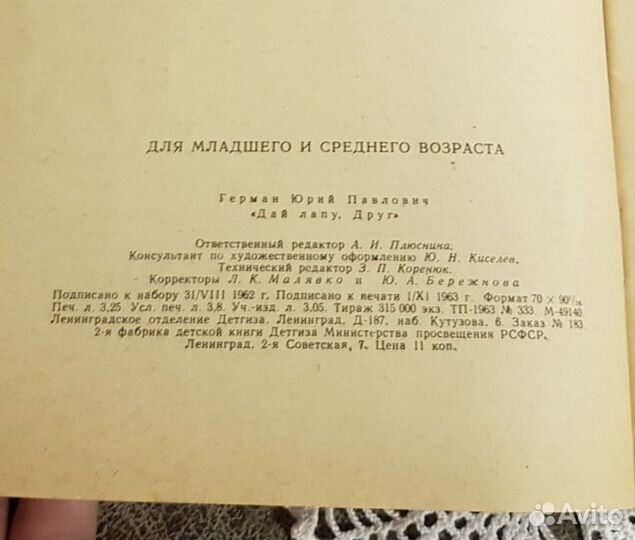 ДЛЯ МЛАДШЕГО И СРЕДНЕГО ВОЗРАСТА
Герман Юрий Павлович
«Дай лапу, Друг»
Ответственный редактор А. И. Плюснина.
Консультант по художественному оформлению Ю. Н. Киселев.
Технический редактор З. П. Коренюк.
Корректоры Л. К. Малявко и Ю. А. Бережнова
Подписано к набору 31/VIII 1962 г. Подписано к печати 1/XI 1963 г. Формат 70 × 90¹/₁₆.
Печ. л. 3,25. Усл. печ. л. 3,8. Уч.-изд. л. 3,05. Тираж 315 000 экз. ТП-1963 № 333. М-49140.
Ленинградское отделение Детгиза. Ленинград, Д-187, наб. Кутузова, 6. Заказ № 183.
2-я фабрика детской книги Детгиза Министерства просвещения РСФСР.
Ленинград, 2-я Советская, 7. Цена 11 коп.
Avito